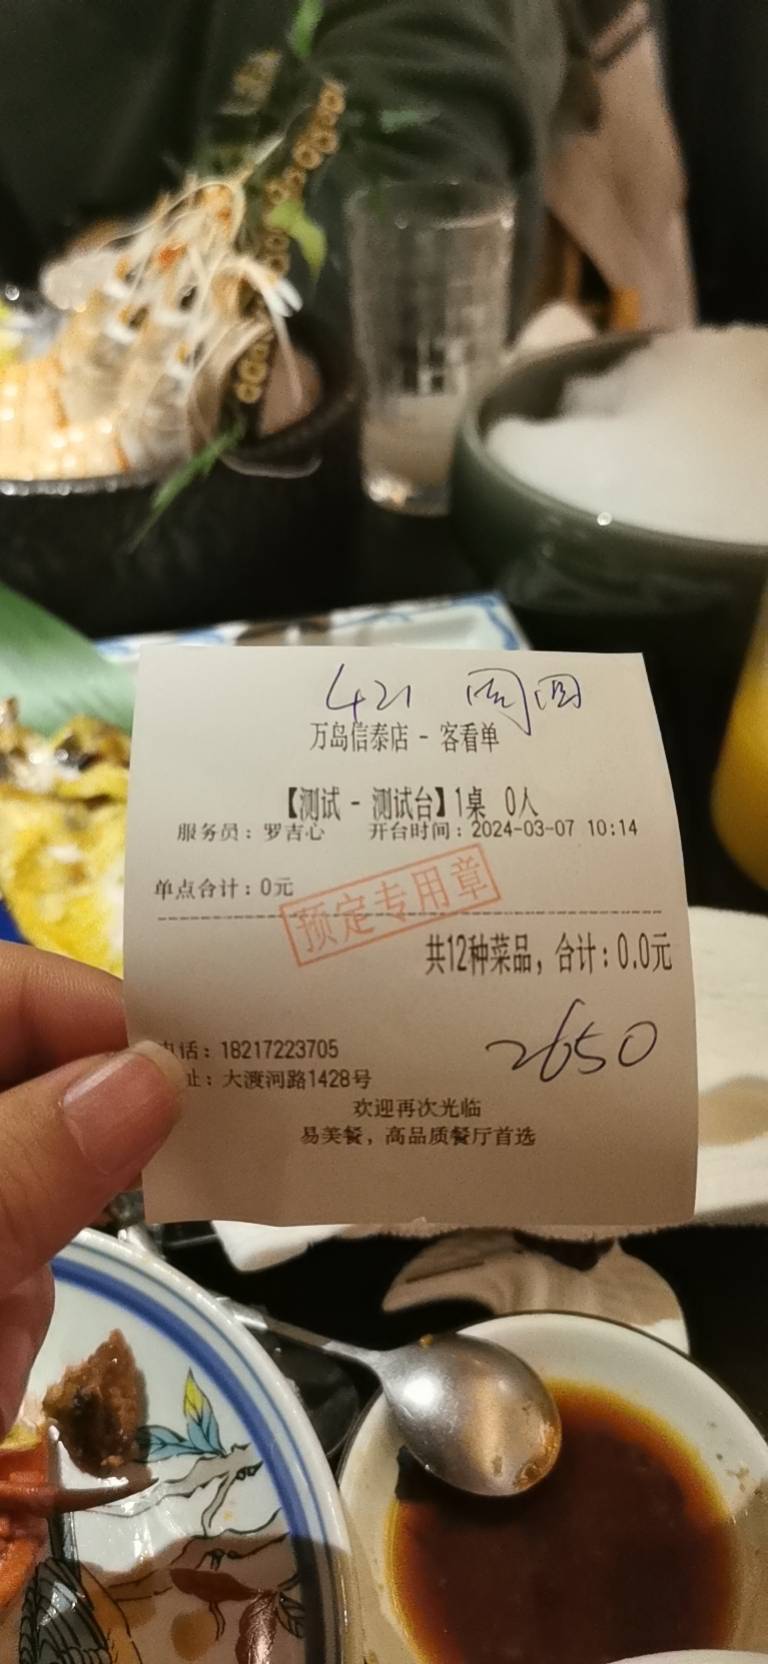 421 周圆
万岛信泰店 - 客看单
【测试 - 测试台】1桌 0人
服务员：罗吉心 开台时间：2024-03-07 10:14
单点合计：0元
预定专用章
共12种菜品，合计：0.0元
2650
话：18217223705
址：大渡河路1428号
欢迎再次光临
易美餐，高品质餐厅首选